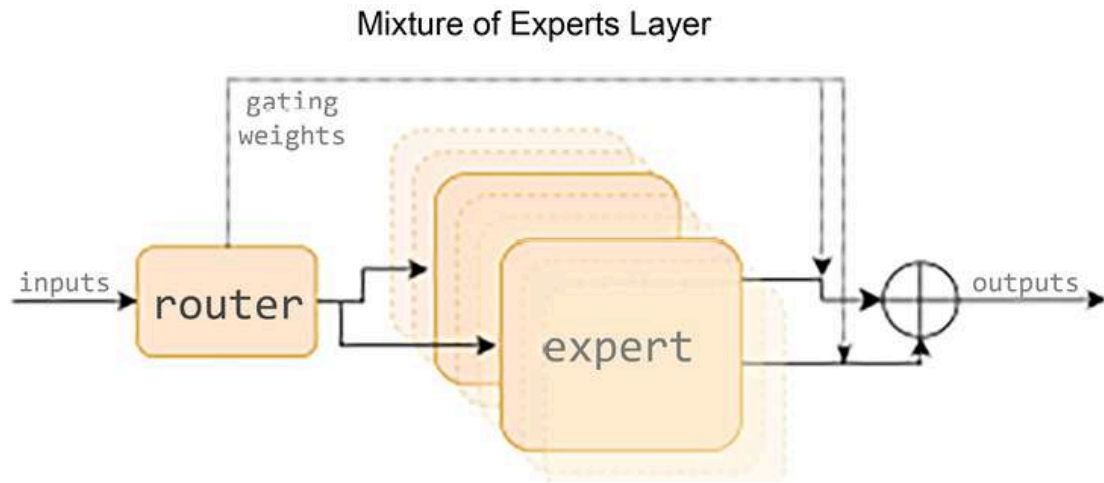 Mixture of Experts Layer
gating
weights
inputs
router
expert
outputs